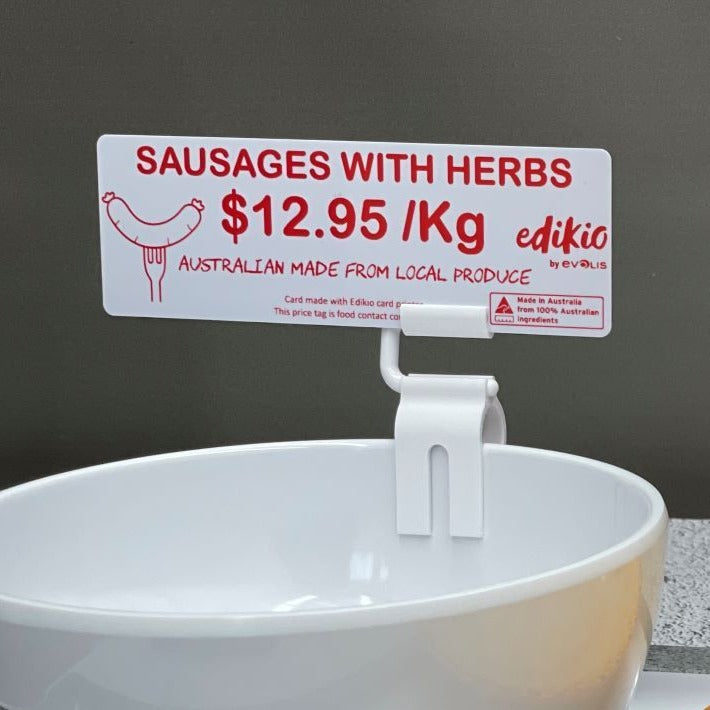 SAUSAGES WITH HERBS
$12.95 /Kg
edikio
by evolis
AUSTRALIAN MADE FROM LOCAL PRODUCE
Card made with Edikio card
This price tag is food contact
Made in Australia
from 100% Australian
ingredients